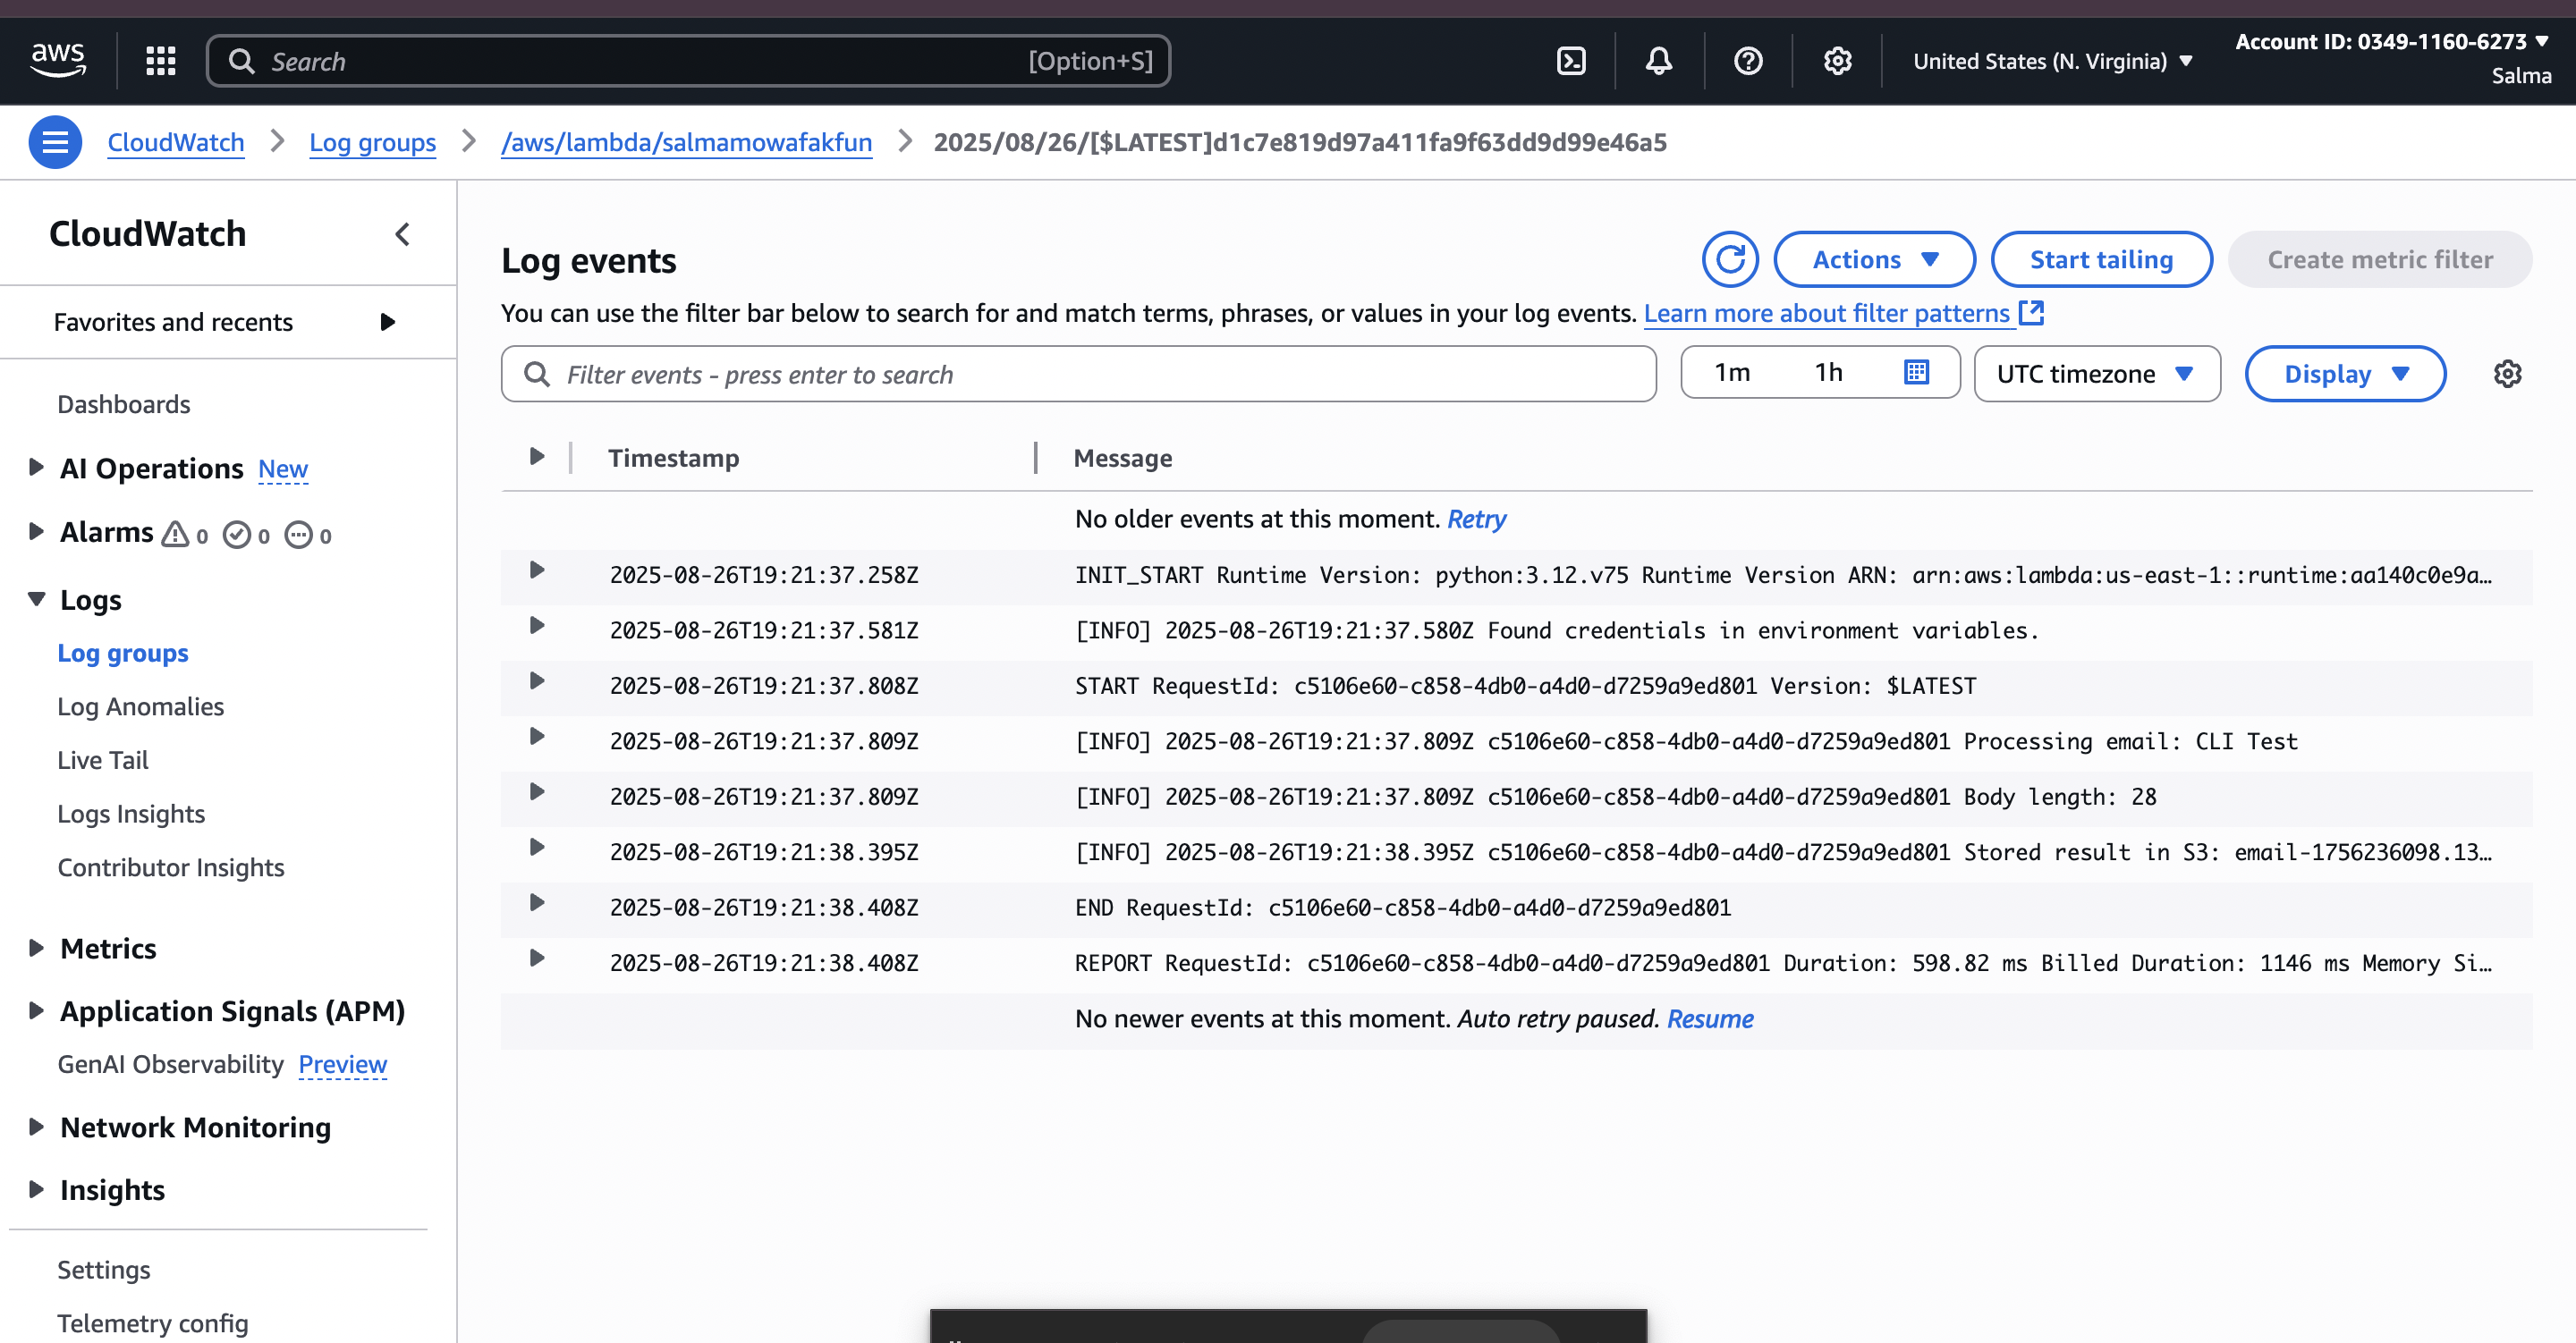 aws
Search [Option+S]
United States (N. Virginia)
Account ID: 0349-1160-6273
Salma
CloudWatch
Log groups
/aws/lambda/salmamowafakfun
2025/08/26/[$LATEST]d1c7e819d97a411fa9f63dd9d99e46a5
CloudWatch
Favorites and recents
Dashboards
AI Operations New
Alarms 0 0 0
Logs
Log groups
Log Anomalies
Live Tail
Logs Insights
Contributor Insights
Metrics
Application Signals (APM)
GenAI Observability Preview
Network Monitoring
Insights
Settings
Telemetry config
Log events
Actions
Start tailing
Create metric filter
You can use the filter bar below to search for and match terms, phrases, or values in your log events. Learn more about filter patterns
Filter events - press enter to search
1m 1h
UTC timezone
Display
Timestamp Message
No older events at this moment. Retry
2025-08-26T19:21:37.258Z INIT_START Runtime Version: python:3.12.v75 Runtime Version ARN: arn:aws:lambda:us-east-1::runtime:aa140c0e9a…
2025-08-26T19:21:37.581Z [INFO] 2025-08-26T19:21:37.580Z Found credentials in environment variables.
2025-08-26T19:21:37.808Z START RequestId: c5106e60-c858-4db0-a4d0-d7259a9ed801 Version: $LATEST
2025-08-26T19:21:37.809Z [INFO] 2025-08-26T19:21:37.809Z c5106e60-c858-4db0-a4d0-d7259a9ed801 Processing email: CLI Test
2025-08-26T19:21:37.809Z [INFO] 2025-08-26T19:21:37.809Z c5106e60-c858-4db0-a4d0-d7259a9ed801 Body length: 28
2025-08-26T19:21:38.395Z [INFO] 2025-08-26T19:21:38.395Z c5106e60-c858-4db0-a4d0-d7259a9ed801 Stored result in S3: email-1756236098.13…
2025-08-26T19:21:38.408Z END RequestId: c5106e60-c858-4db0-a4d0-d7259a9ed801
2025-08-26T19:21:38.408Z REPORT RequestId: c5106e60-c858-4db0-a4d0-d7259a9ed801 Duration: 598.82 ms Billed Duration: 1146 ms Memory Si…
No newer events at this moment. Auto retry paused. Resume